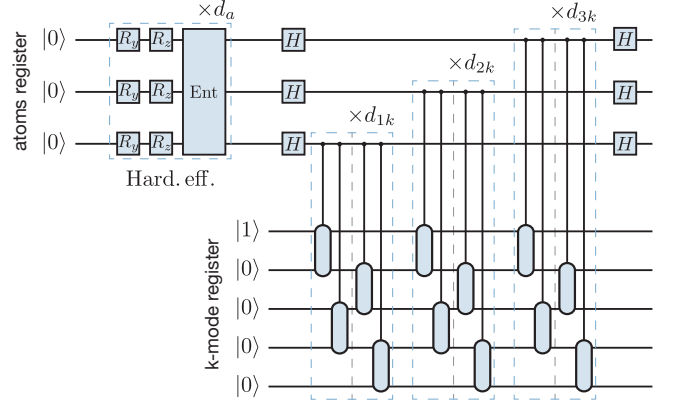 ×d_a
×d_{3k}
|0⟩ R_y R_z H H
×d_{2k}
|0⟩ R_y R_z Ent H H
×d_{1k}
|0⟩ R_y R_z H H
atoms register
Hard. eff.
|1⟩
|0⟩
|0⟩
|0⟩
|0⟩
k-mode register